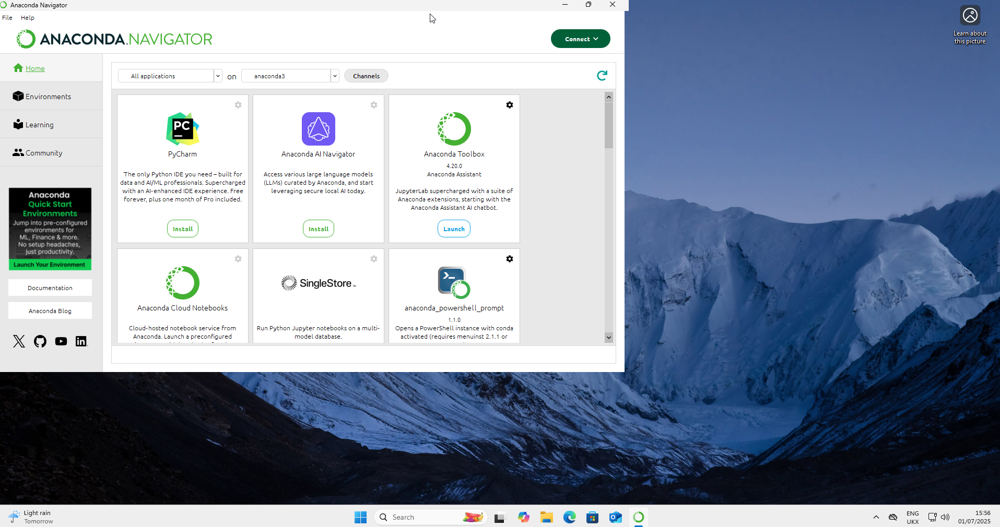 Anaconda Navigator
File Help
ANACONDA.NAVIGATOR
Connect
Home
Environments
Learning
Community
Anaconda
Quick Start
Environments
Jump into pre-configured
environments for
ML, Finance & more.
No setup headaches,
just productivity.
Launch Your Environment
Documentation
Anaconda Blog
All applications on anaconda3 Channels
PyCharm
The only Python IDE you need – built for
data and AI/ML professionals. Supercharged
with an AI-enhanced IDE experience. Free
forever, plus one month of Pro included.
Install
Anaconda AI Navigator
Access various large language models
(LLMs) curated by Anaconda, and start
leveraging secure local AI today.
Install
Anaconda Toolbox
4.20.0
Anaconda Assistant
JupyterLab supercharged with a suite of
Anaconda extensions, starting with the
Anaconda Assistant AI chatbot.
Launch
Anaconda Cloud Notebooks
Cloud-hosted notebook service from
Anaconda. Launch a preconfigured
SingleStore™
Run Python Jupyter notebooks on a multi-
model database.
anaconda_powershell_prompt
1.1.0
Opens a PowerShell instance with conda
activated (requires menuinst 2.1.1 or
Learn about
this picture
Light rain
Tomorrow
Search
ENG
UKX
15:56
01/07/2025